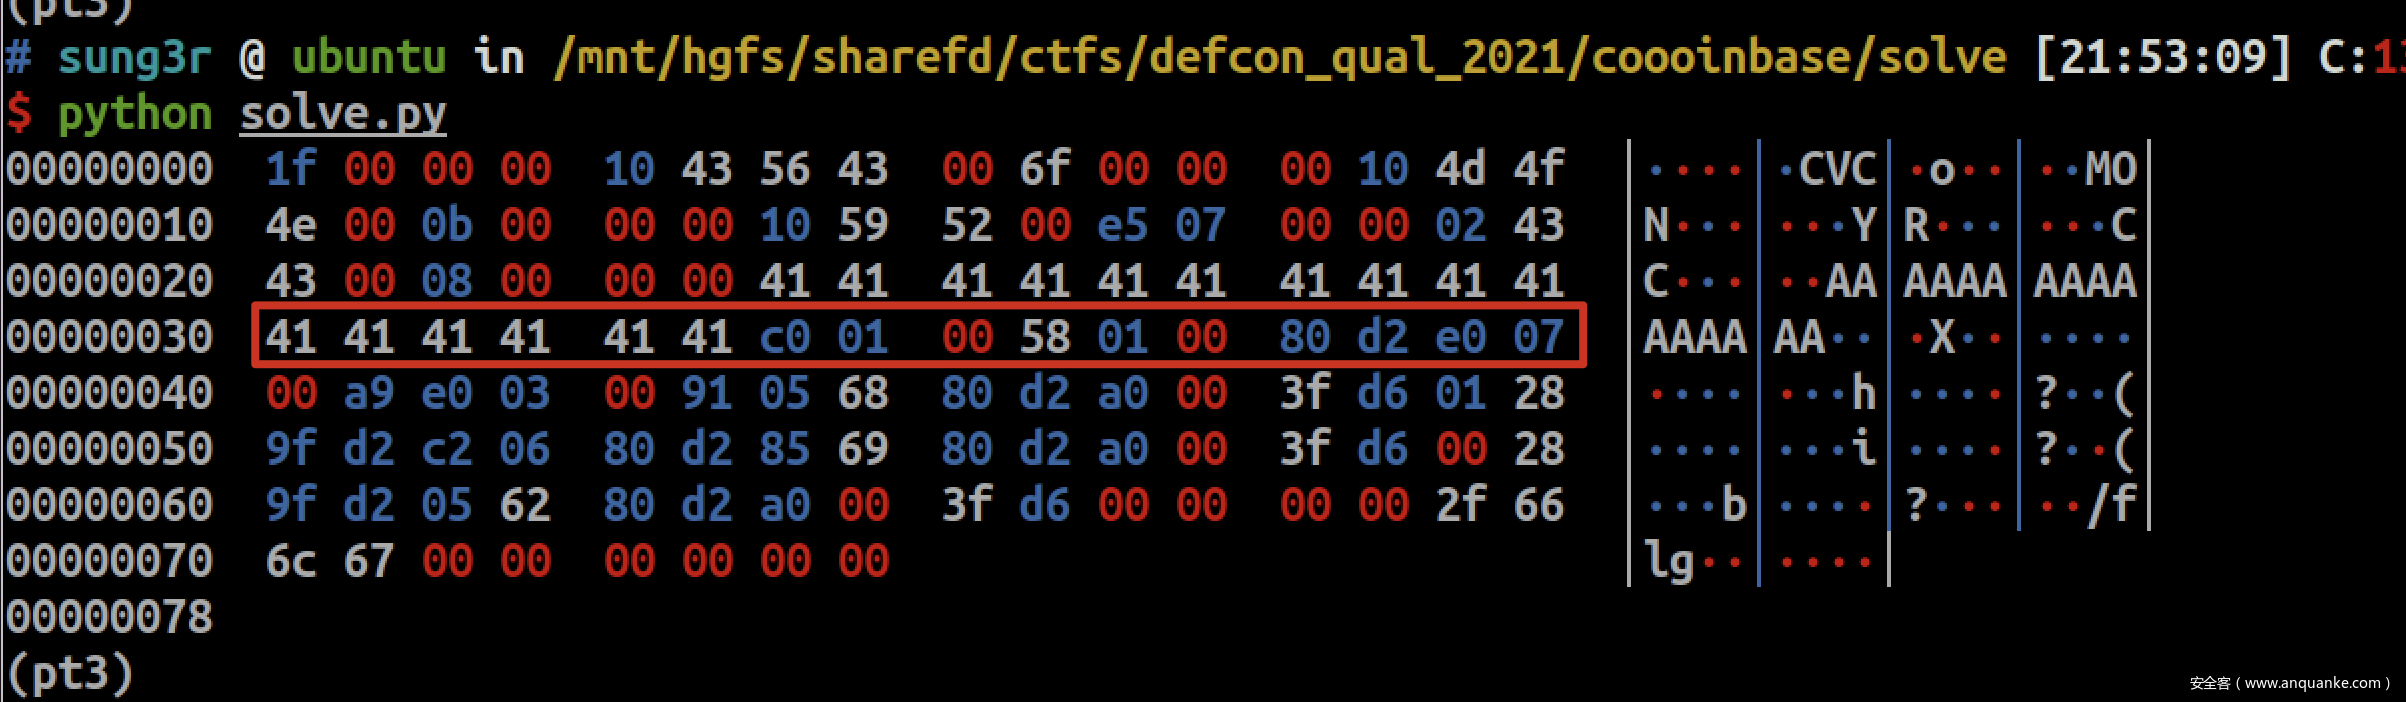 (pt3)
# sung3r @ ubuntu in /mnt/hgfs/sharefd/ctfs/defcon_qual_2021/coooinbase/solve [21:53:09] C:13
$ python solve.py
00000000 1f 00 00 00 10 43 56 43 00 6f 00 00 00 10 4d 4f |····|·CVC|·o··|··MO|
00000010 4e 00 0b 00 00 00 10 59 52 00 e5 07 00 00 02 43 |N···|···Y|R···|···C|
00000020 43 00 08 00 00 00 41 41 41 41 41 41 41 41 41 41 |C···|··AA|AAAA|AAAA|
00000030 41 41 41 41 41 41 c0 01 00 58 01 00 80 d2 e0 07 |AAAA|AA··|·X··|····|
00000040 00 a9 e0 03 00 91 05 68 80 d2 a0 00 3f d6 01 28 |····|···h|····|?··(|
00000050 9f d2 c2 06 80 d2 85 69 80 d2 a0 00 3f d6 00 28 |····|···i|····|?··(|
00000060 9f d2 05 62 80 d2 a0 00 3f d6 00 00 00 00 2f 66 |···b|····|?···|··/f|
00000070 6c 67 00 00 00 00 00 00 |lg··|····|
00000078
(pt3)
安全客（www.anquanke.com）